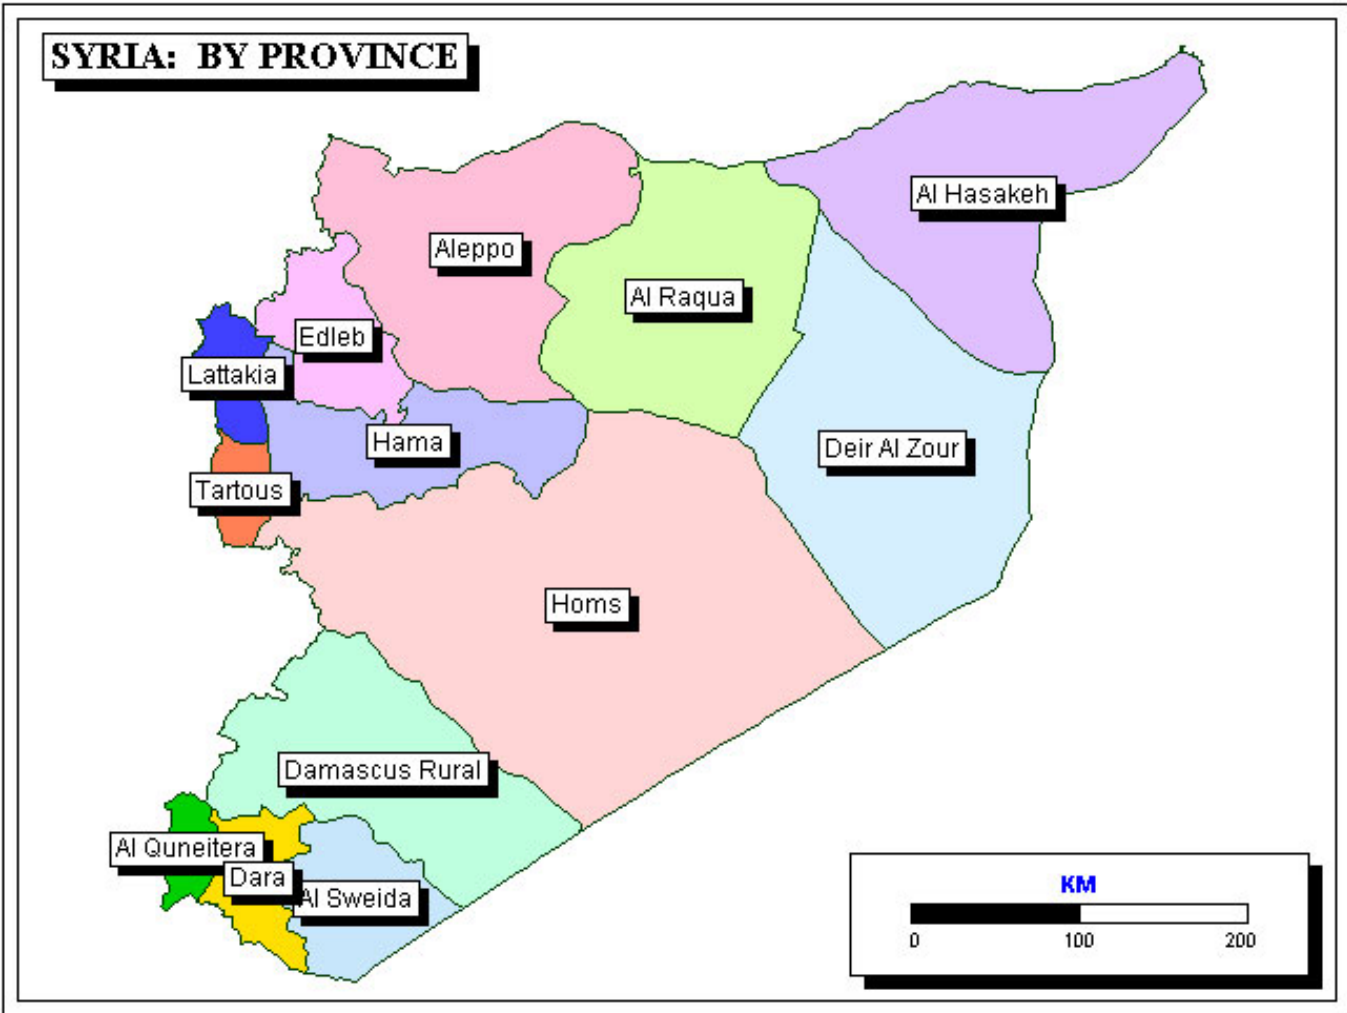 SYRIA: BY PROVINCE
Al Hasakeh
Aleppo
Al Raqua
Edleb
Lattakia
Hama
Deir Al Zour
Tartous
Homs
Damascus Rural
Al Quneitera
Dara
Al Sweida
KM
0 100 200